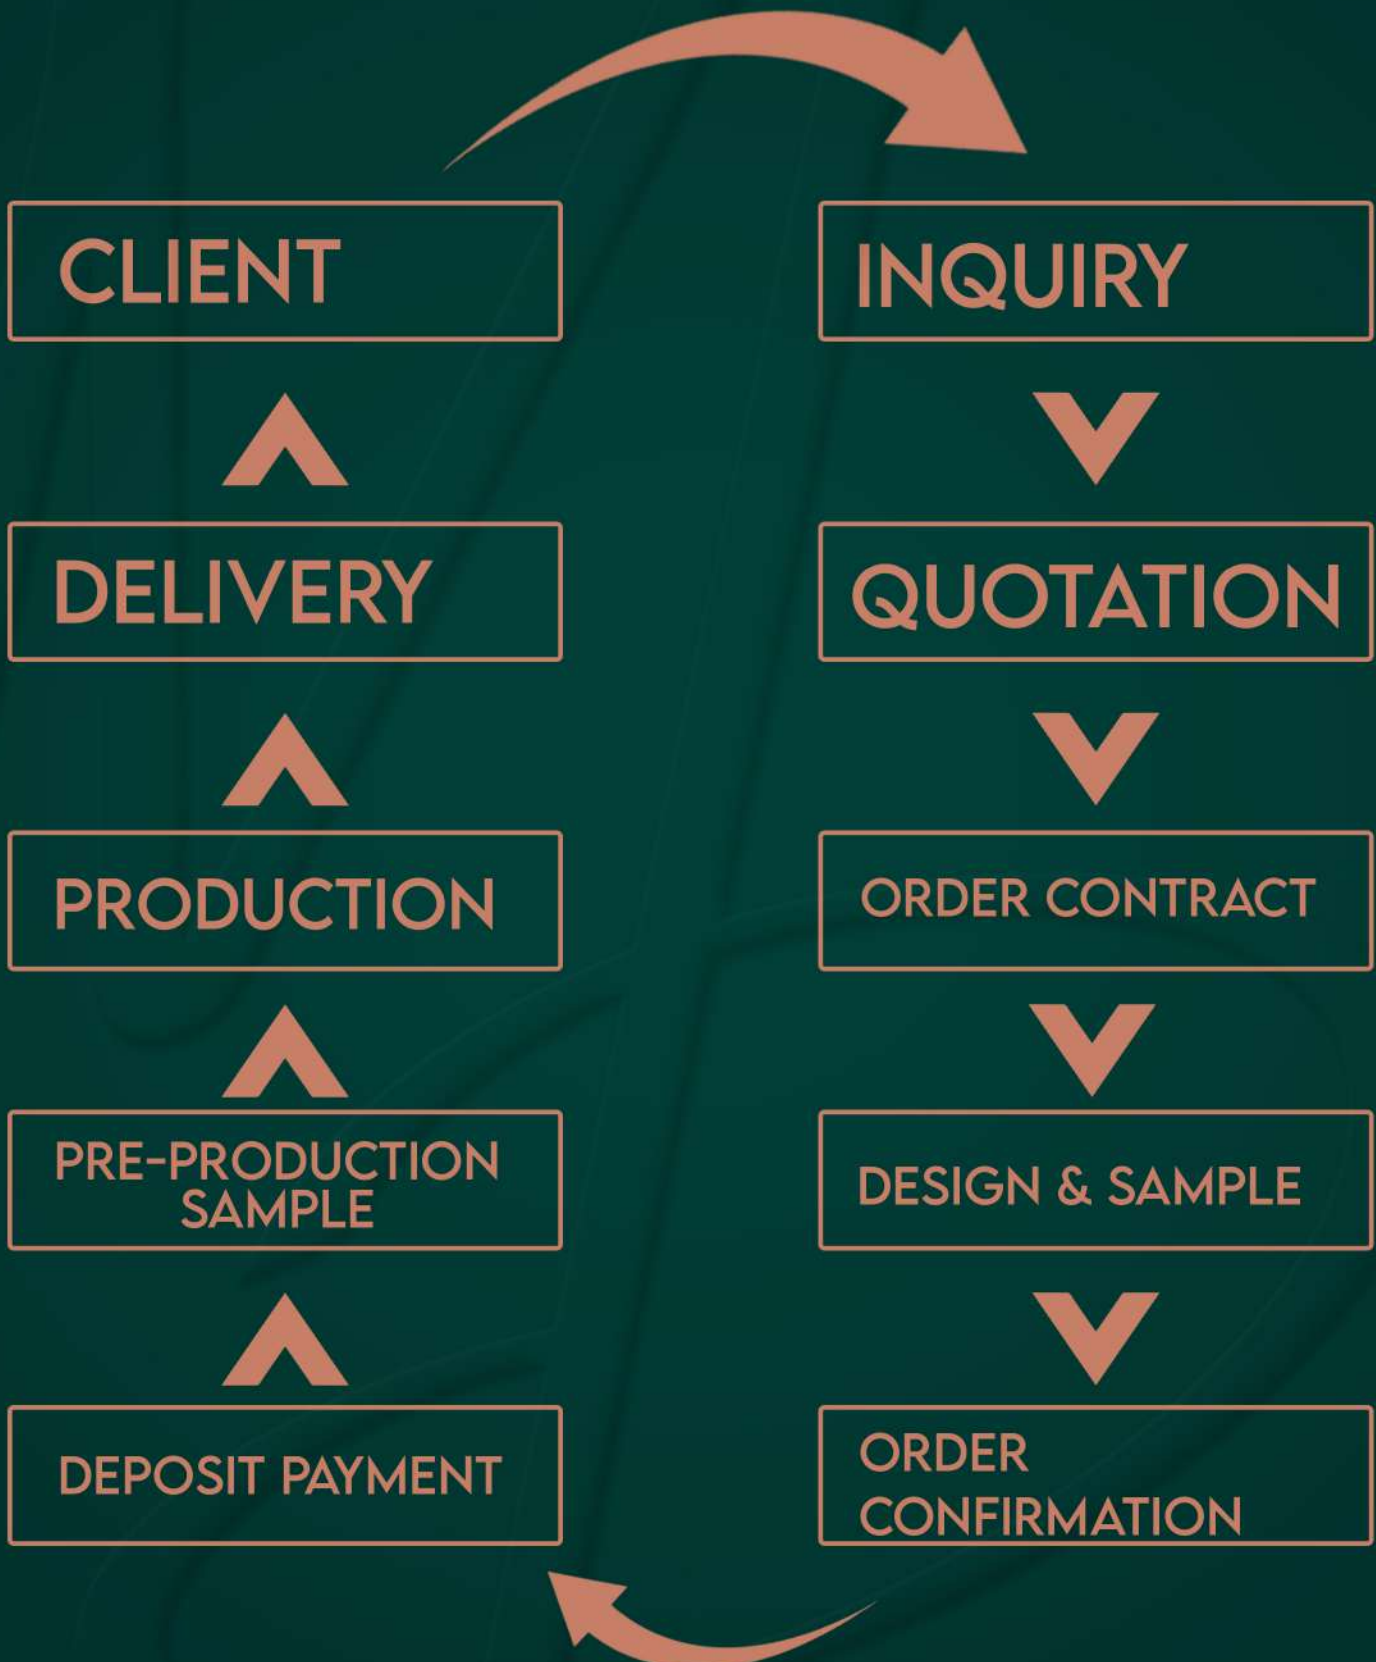 CLIENT
INQUIRY
DELIVERY
QUOTATION
PRODUCTION
ORDER CONTRACT
PRE-PRODUCTION
SAMPLE
DESIGN & SAMPLE
DEPOSIT PAYMENT
ORDER
CONFIRMATION